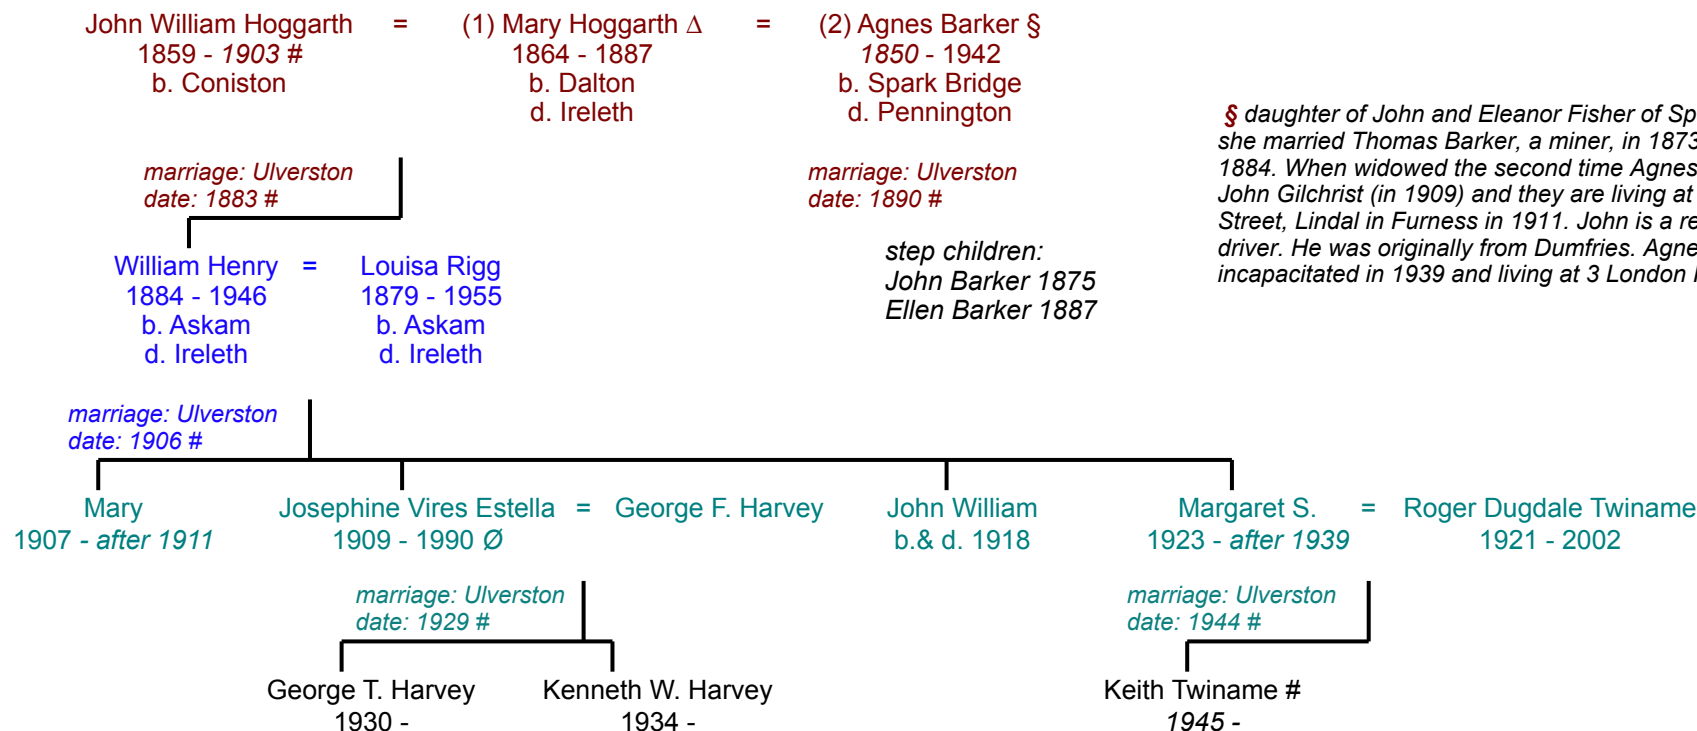 John William Hoggarth = (1) Mary Hoggarth Δ = (2) Agnes Barker §
1859 - 1903 # 1864 - 1887 1850 - 1942
b. Coniston b. Dalton b. Spark Bridge
d. Ireleth d. Pennington
§ daughter of John and Eleanor Fisher of Sp
she married Thomas Barker, a miner, in 1873
1884. When widowed the second time Agnes
John Gilchrist (in 1909) and they are living at
Street, Lindal in Furness in 1911. John is a re
driver. He was originally from Dumfries. Agne
incapacitated in 1939 and living at 3 London
marriage: Ulverston marriage: Ulverston
date: 1883 # date: 1890 #
step children:
John Barker 1875
Ellen Barker 1887
William Henry = Louisa Rigg
1884 - 1946 1879 - 1955
b. Askam b. Askam
d. Ireleth d. Ireleth
marriage: Ulverston
date: 1906 #
Mary Josephine Vires Estella = George F. Harvey John William Margaret S. = Roger Dugdale Twiname
1907 - after 1911 1909 - 1990 Ø b.& d. 1918 1923 - after 1939 1921 - 2002
marriage: Ulverston marriage: Ulverston
date: 1929 # date: 1944 #
George T. Harvey Kenneth W. Harvey Keith Twiname #
1930 - 1934 - 1945 -